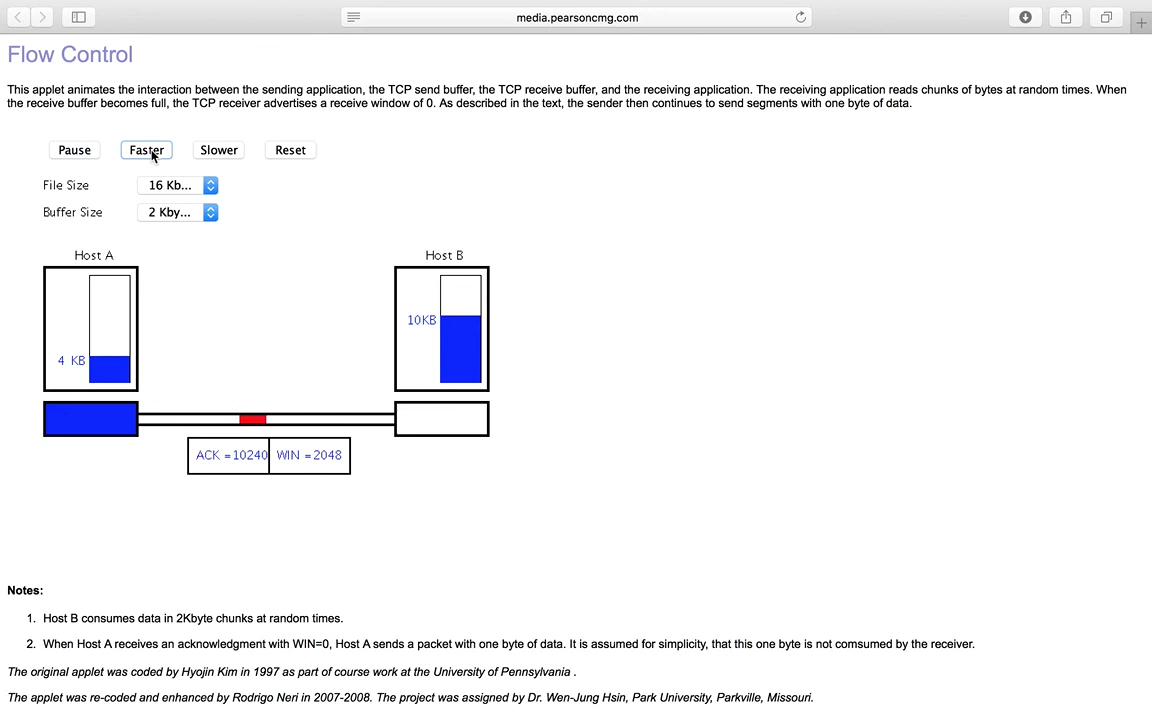 media.pearsoncmg.com
Flow Control
This applet animates the interaction between the sending application, the TCP send buffer, the TCP receive buffer, and the receiving application. The receiving application reads chunks of bytes at random times. When
the receive buffer becomes full, the TCP receiver advertises a receive window of 0. As described in the text, the sender then continues to send segments with one byte of data.
Pause Faster Slower Reset
File Size 16 Kb...
Buffer Size 2 Kby...
Host A Host B
10KB
4 KB
ACK =10240 WIN =2048
Notes:
1. Host B consumes data in 2Kbyte chunks at random times.
2. When Host A receives an acknowledgment with WIN=0, Host A sends a packet with one byte of data. It is assumed for simplicity, that this one byte is not comsumed by the receiver.
The original applet was coded by Hyojin Kim in 1997 as part of course work at the University of Pennsylvania .
The applet was re-coded and enhanced by Rodrigo Neri in 2007-2008. The project was assigned by Dr. Wen-Jung Hsin, Park University, Parkville, Missouri.